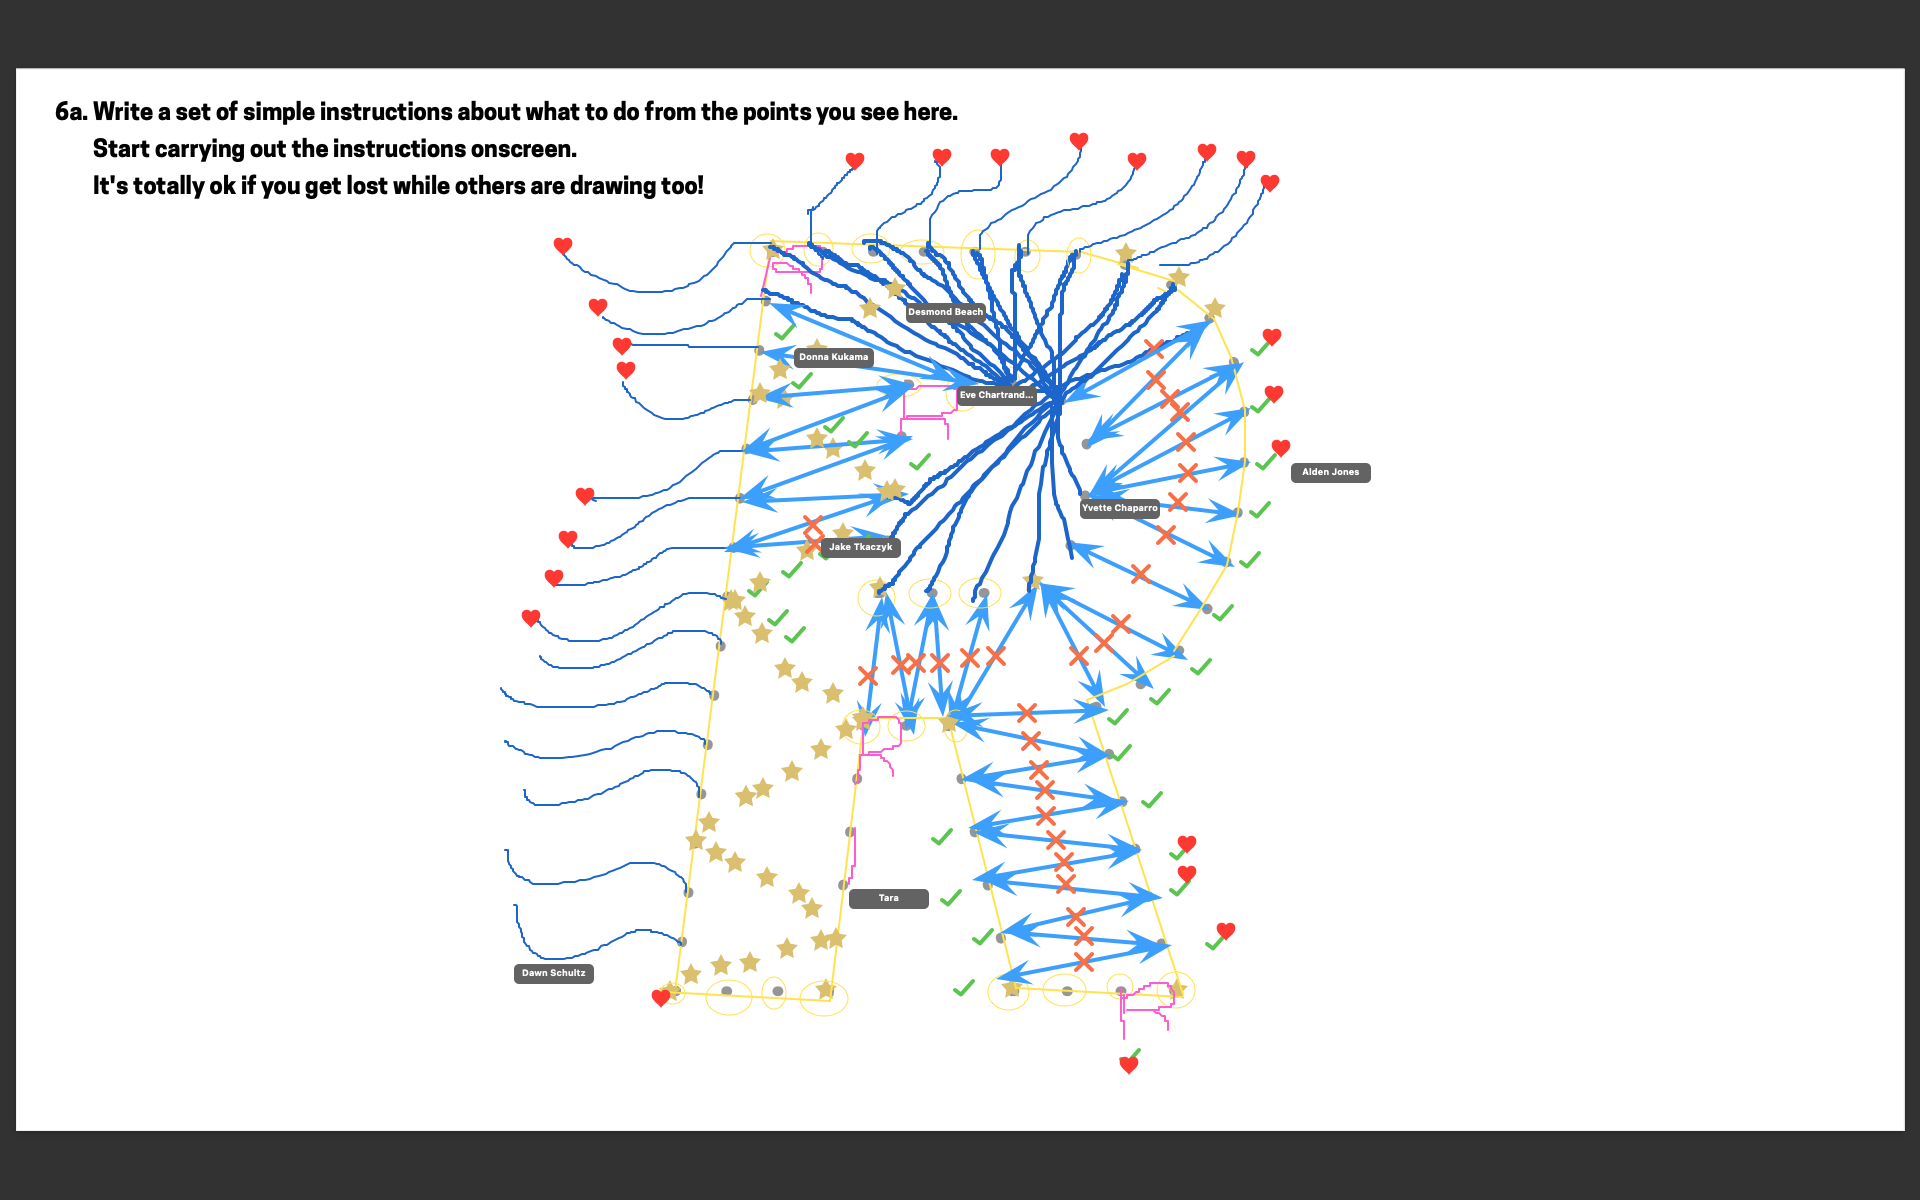 6a. Write a set of simple instructions about what to do from the points you see here.
Start carrying out the instructions onscreen.
It's totally ok if you get lost while others are drawing too!
Desmond Beach
Donna Kukama
Eve Chartrand...
Alden Jones
Yvette Chaparro
Jake Tkaczyk
Tara
Dawn Schultz